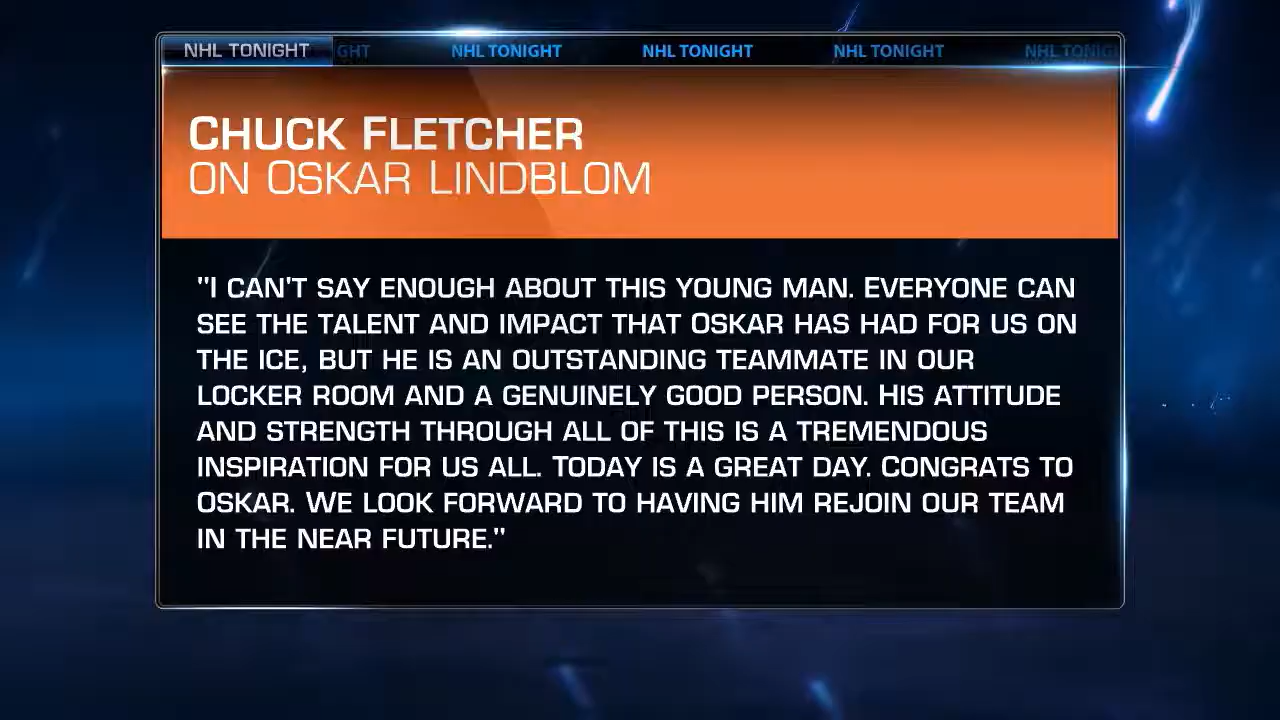 NHL TONIGHT GHT NHL TONIGHT NHL TONIGHT NHL TONIGHT NHL TONIG
CHUCK FLETCHER
ON OSKAR LINDBLOM
"I CAN'T SAY ENOUGH ABOUT THIS YOUNG MAN. EVERYONE CAN
SEE THE TALENT AND IMPACT THAT OSKAR HAS HAD FOR US ON
THE ICE, BUT HE IS AN OUTSTANDING TEAMMATE IN OUR
LOCKER ROOM AND A GENUINELY GOOD PERSON. HIS ATTITUDE
AND STRENGTH THROUGH ALL OF THIS IS A TREMENDOUS
INSPIRATION FOR US ALL. TODAY IS A GREAT DAY. CONGRATS TO
OSKAR. WE LOOK FORWARD TO HAVING HIM REJOIN OUR TEAM
IN THE NEAR FUTURE."